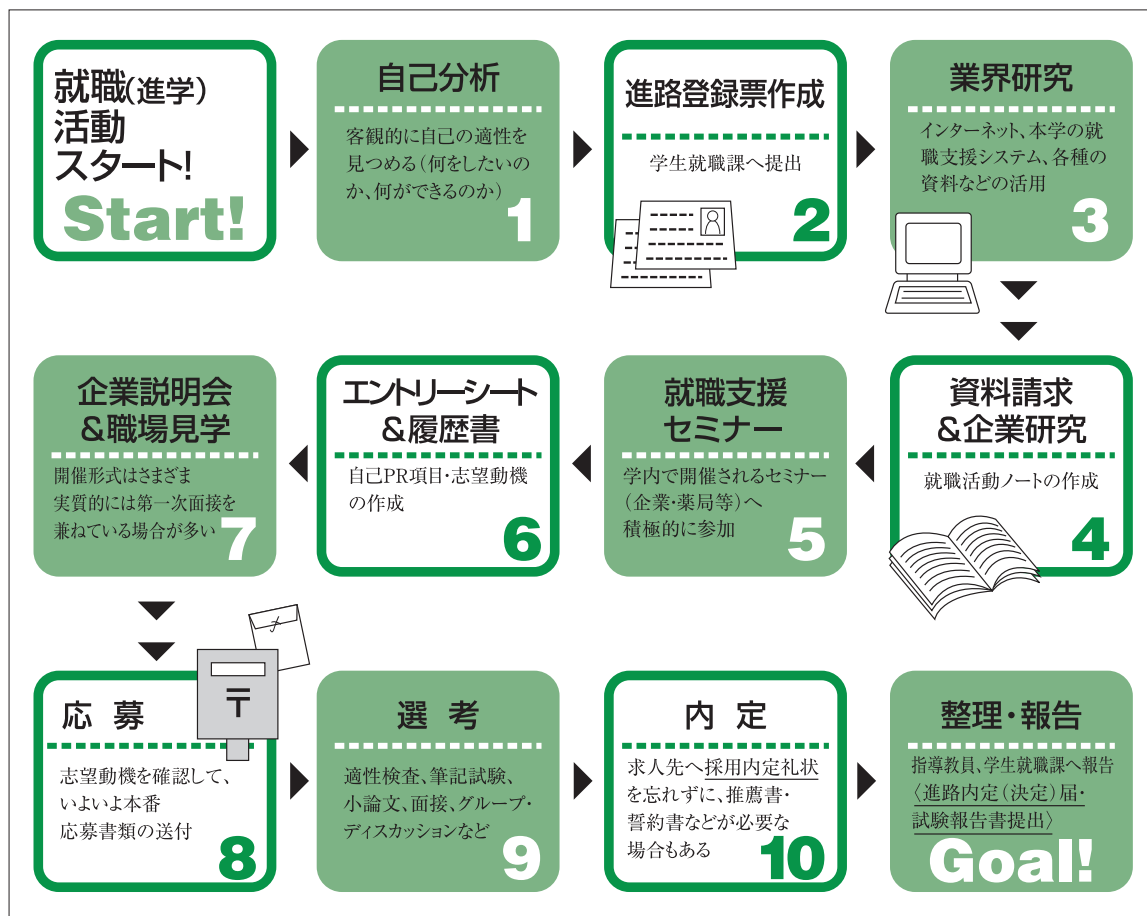 就職(進学)
活動
スタート!
Start!
自己分析
客観的に自己の適性を
見つめる(何をしたいの
か、何ができるのか)
1
進路登録票作成
学生就職課へ提出
2
業界研究
インターネット、本学の就
職支援システム、各種の
資料などの活用
3
資料請求
&企業研究
就職活動ノートの作成
4
就職支援
セミナー
学内で開催されるセミナー
(企業・薬局等)へ
積極的に参加
5
エントリーシート
&履歴書
自己PR項目・志望動機
の作成
6
企業説明会
&職場見学
開催形式はさまざま
実質的には第一次面接を
兼ねている場合が多い
7
〆
〒
応募
志望動機を確認して、
いよいよ本番
応募書類の送付
8
選考
適性検査、筆記試験、
小論文、面接、グループ・
ディスカッションなど
9
内定
求人先へ採用内定礼状
を忘れずに、推薦書・
誓約書などが必要な
場合もある
10
整理・報告
指導教員、学生就職課へ報告
〈進路内定(決定)届・
試験報告書提出〉
Goal!